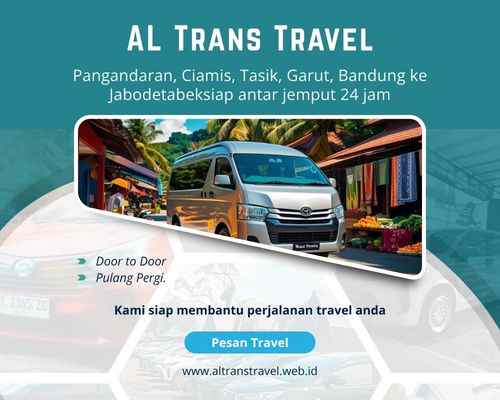 AL Trans Travel
Pangandaran, Ciamis, Tasik, Garut, Bandung ke
Jabodetabeksiap antar jemput 24 jam
Door to Door
Pulang Pergi.
Kami siap membantu perjalanan travel anda
Pesan Travel
www.altranstravel.web.id